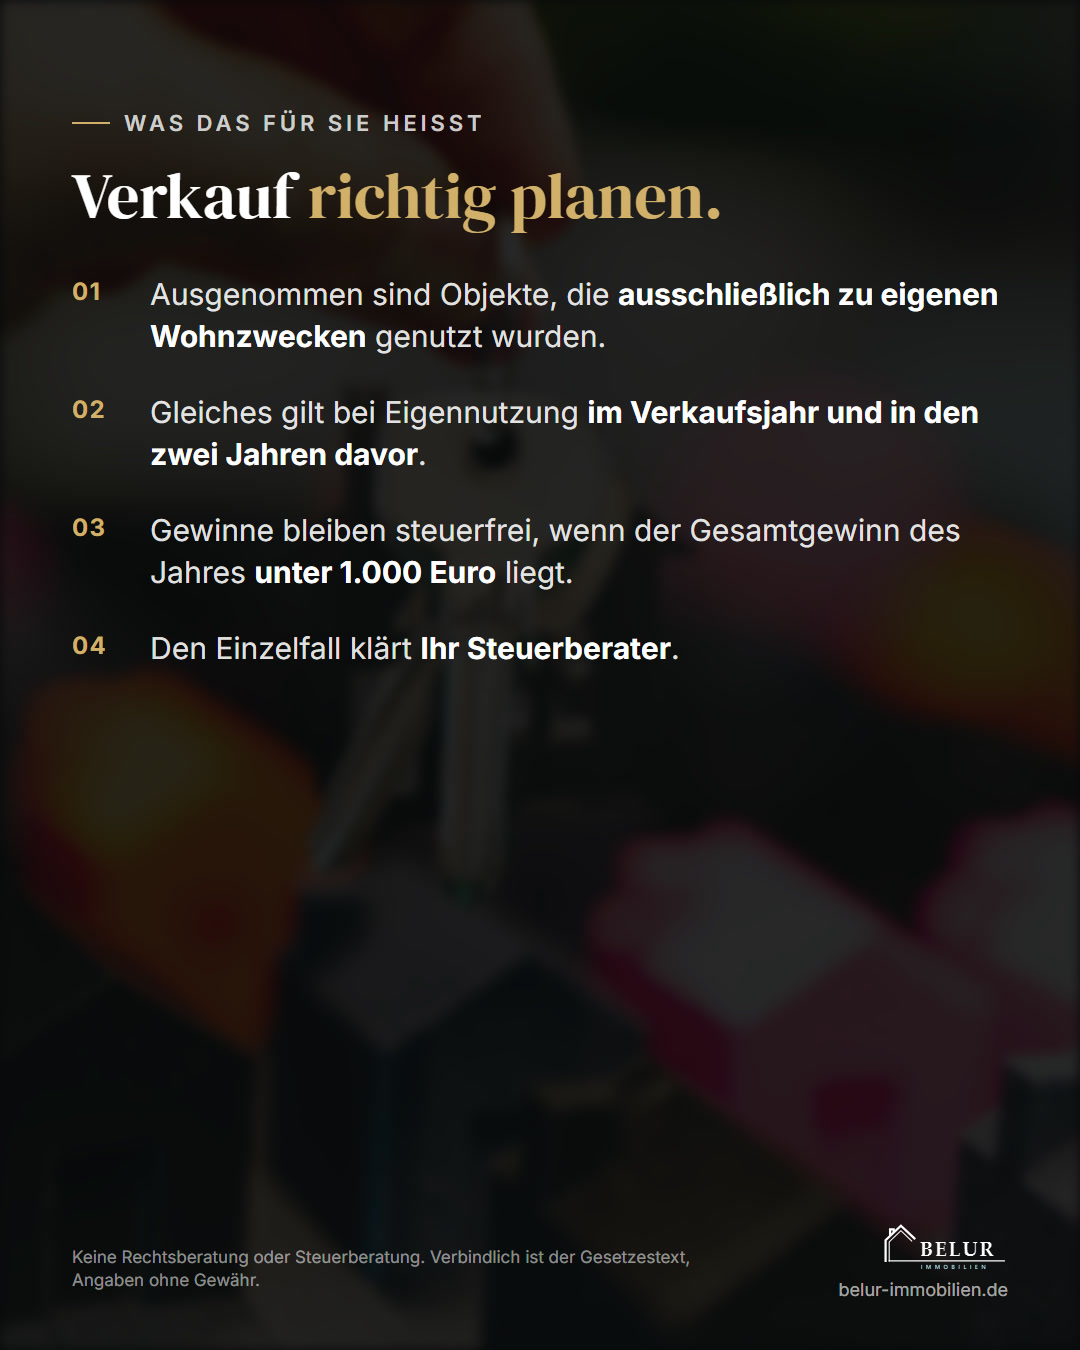 WAS DAS FÜR SIE HEISST
Verkauf richtig planen.
01 Ausgenommen sind Objekte, die ausschließlich zu eigenen
Wohnzwecken genutzt wurden.
02 Gleiches gilt bei Eigennutzung im Verkaufsjahr und in den
zwei Jahren davor.
03 Gewinne bleiben steuerfrei, wenn der Gesamtgewinn des
Jahres unter 1.000 Euro liegt.
04 Den Einzelfall klärt Ihr Steuerberater.
Keine Rechtsberatung oder Steuerberatung. Verbindlich ist der Gesetzestext,
Angaben ohne Gewähr.
BELUR
IMMOBILIEN
belur-immobilien.de